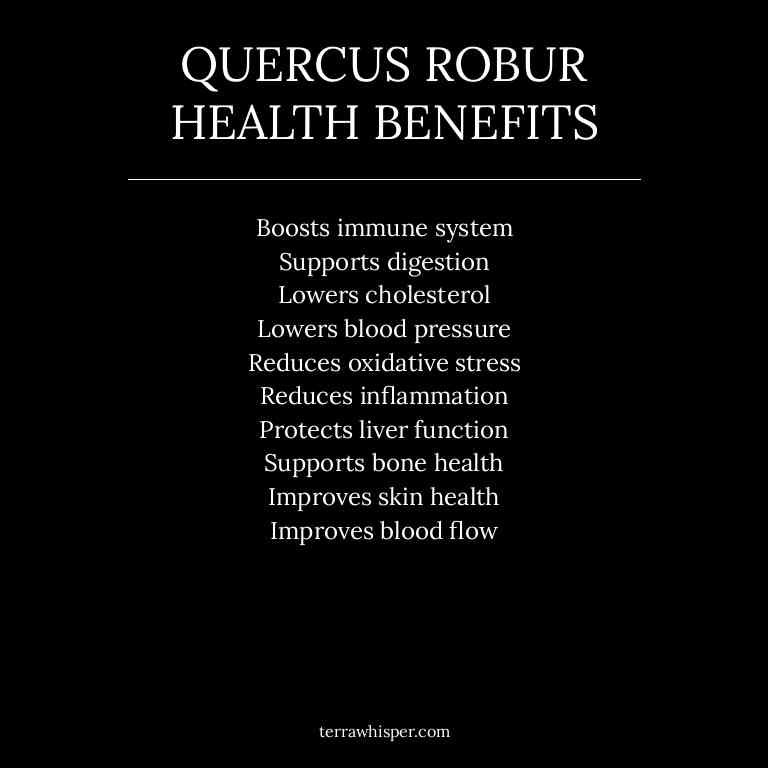 QUERCUS ROBUR
HEALTH BENEFITS
Boosts immune system
Supports digestion
Lowers cholesterol
Lowers blood pressure
Reduces oxidative stress
Reduces inflammation
Protects liver function
Supports bone health
Improves skin health
Improves blood flow
terrawhisper.com